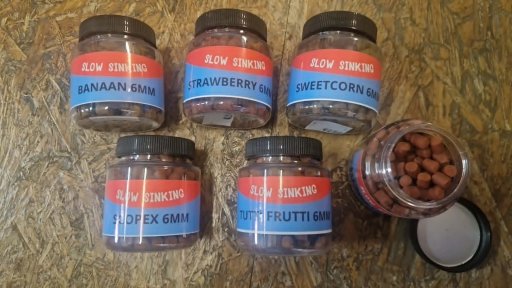 SLOW SINKING
BANAAN 6MM
SLOW SINKING
STRAWBERRY 6MM
SLOW SINKING
SWEETCORN 6MM
SLOW SINKING
SCOPEX 6MM
SLOW SINKING
TUTTI FRUTTI 6MM